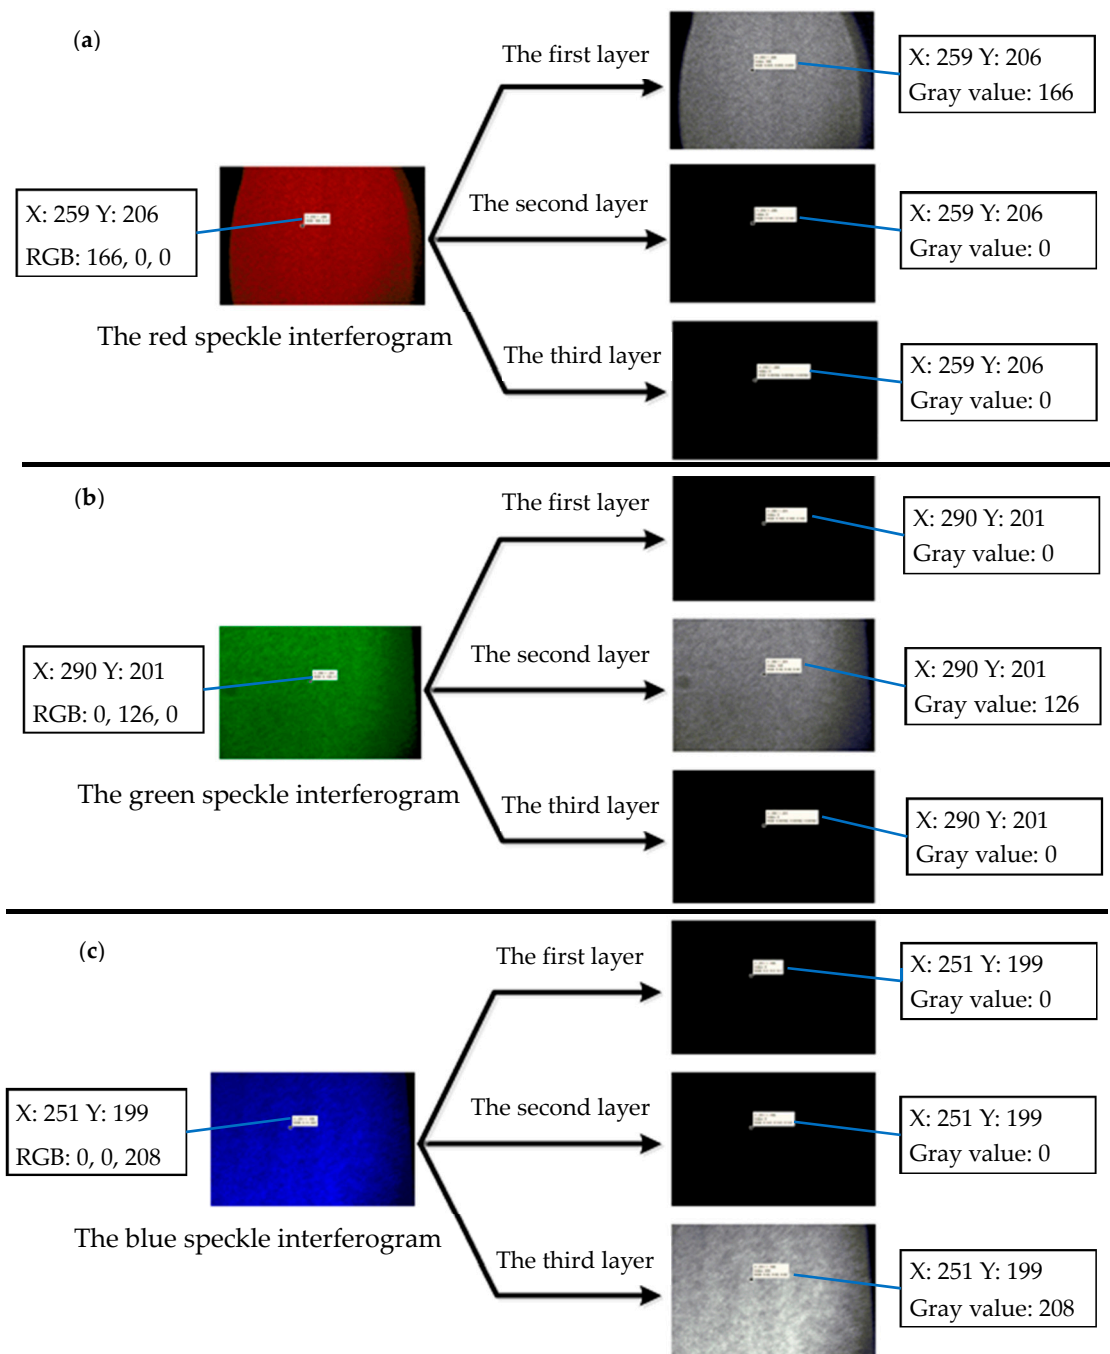 (a)
The first layer
X: 259 Y: 206
Gray value: 166
X: 259 Y: 206
RGB: 166, 0, 0
The second layer
X: 259 Y: 206
Gray value: 0
The red speckle interferogram
The third layer
X: 259 Y: 206
Gray value: 0
(b)
The first layer
X: 290 Y: 201
Gray value: 0
X: 290 Y: 201
RGB: 0, 126, 0
The second layer
X: 290 Y: 201
Gray value: 126
The green speckle interferogram
The third layer
X: 290 Y: 201
Gray value: 0
(c)
The first layer
X: 251 Y: 199
Gray value: 0
X: 251 Y: 199
RGB: 0, 0, 208
The second layer
X: 251 Y: 199
Gray value: 0
The blue speckle interferogram
The third layer
X: 251 Y: 199
Gray value: 208